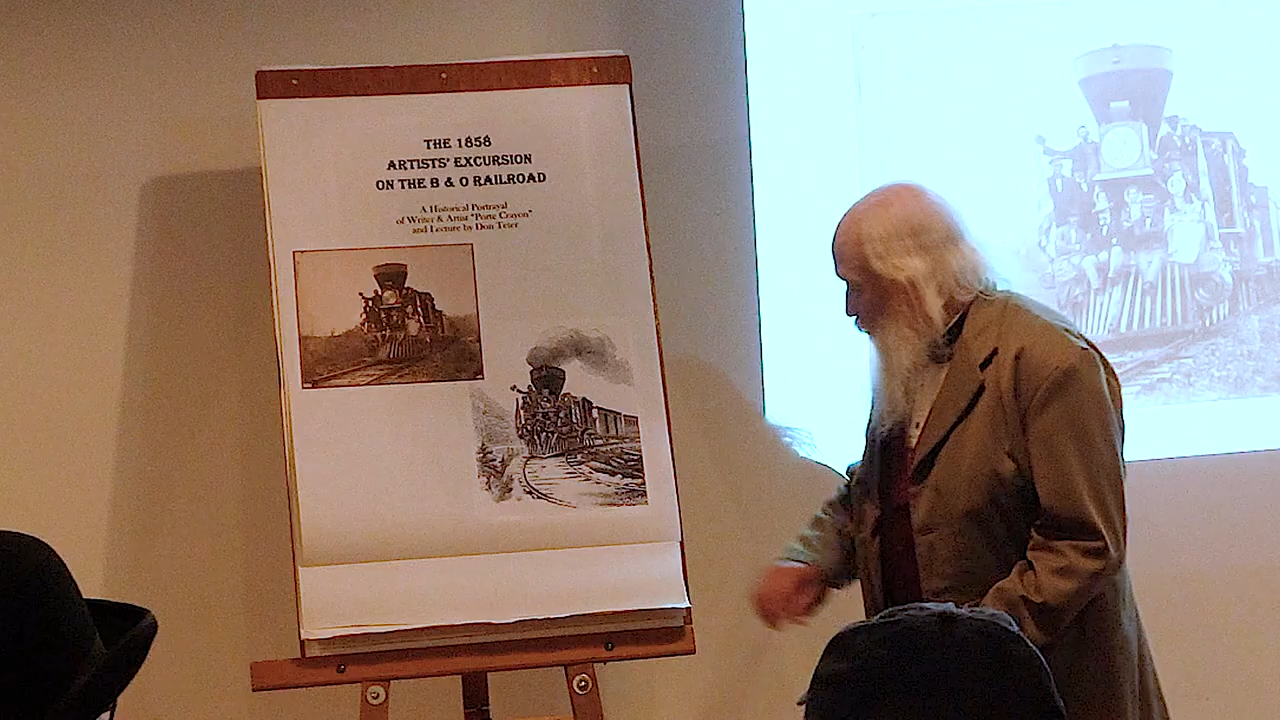 THE 1858
ARTISTS' EXCURSION
ON THE B & O RAILROAD
A Historical Portrayal
of Writer & Artist "Porte Crayon"
and Lecture by Don Teter